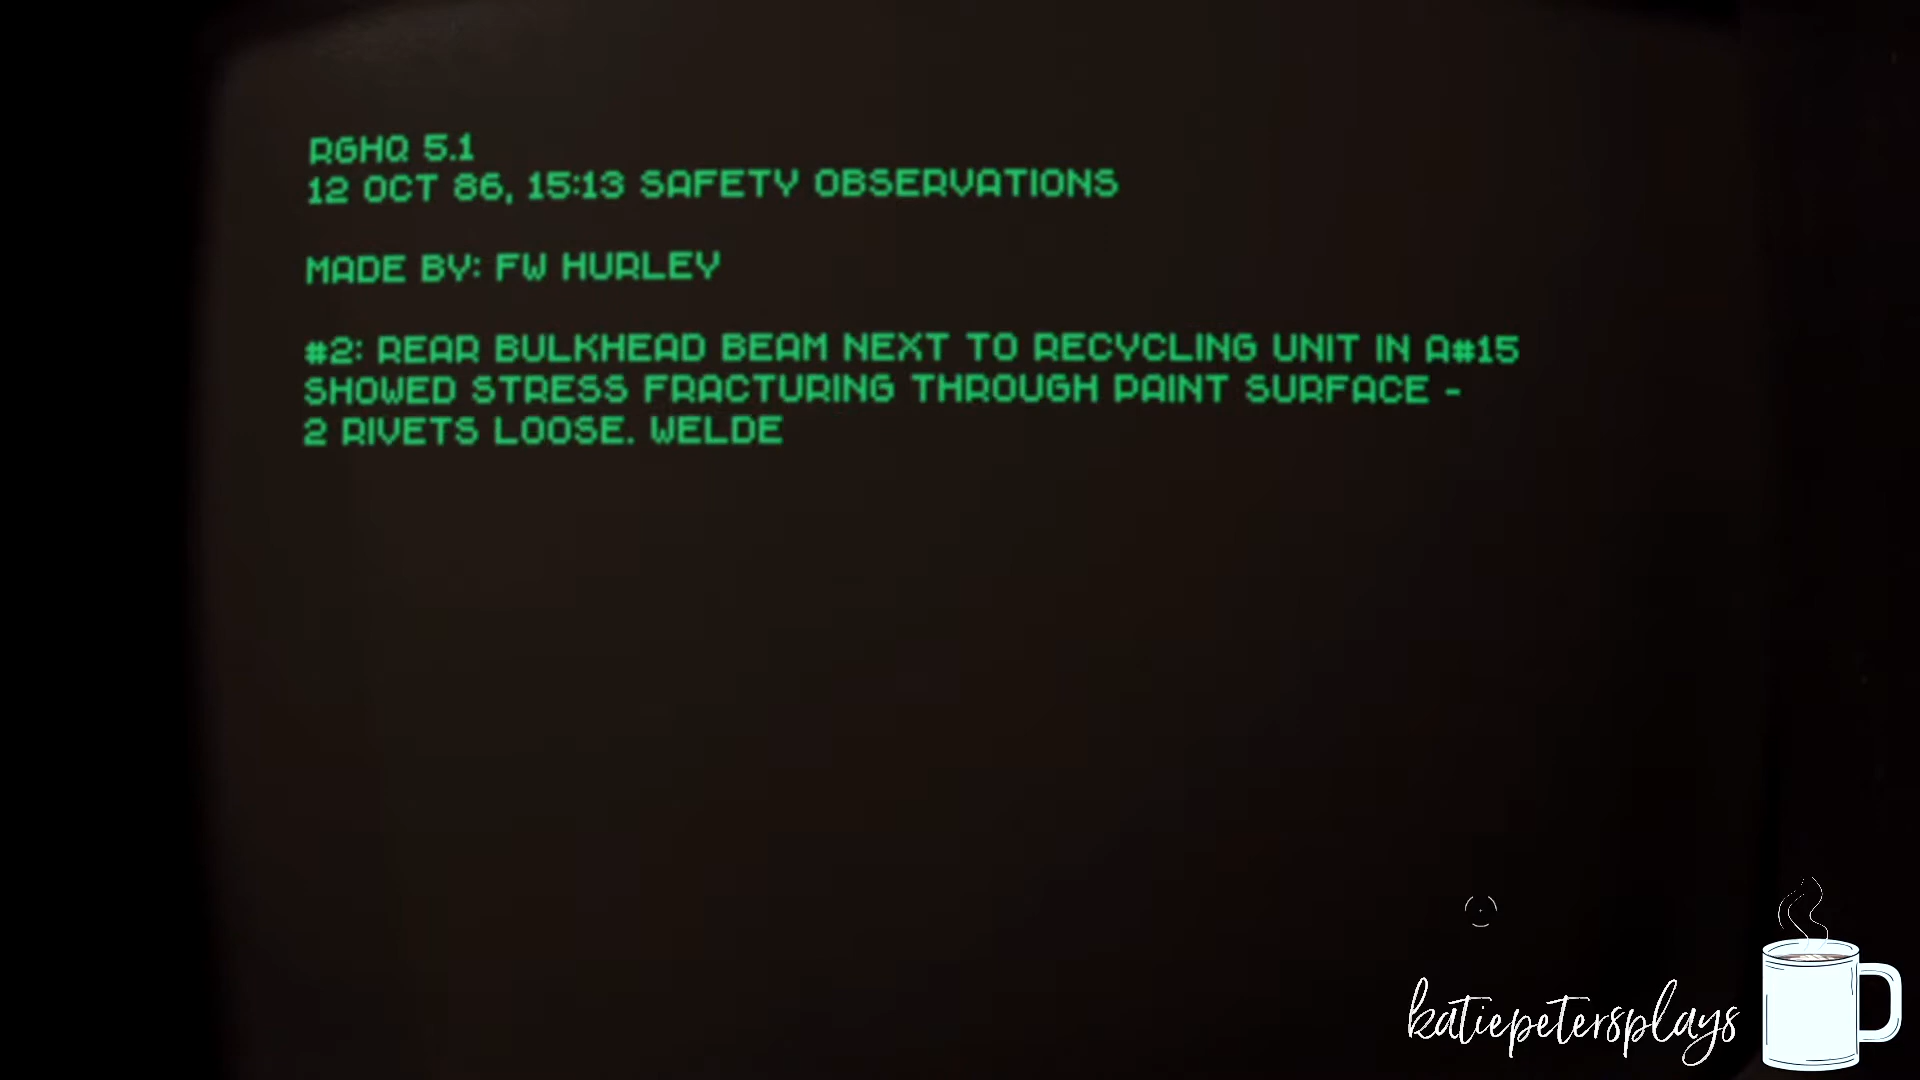 RGHQ 5.1
12 OCT 86, 15:13 SAFETY OBSERVATIONS
MADE BY: FW HURLEY
#2: REAR BULKHEAD BEAM NEXT TO RECYCLING UNIT IN A#15
SHOWED STRESS FRACTURING THROUGH PAINT SURFACE -
2 RIVETS LOOSE. WELDE
katiepetersplays